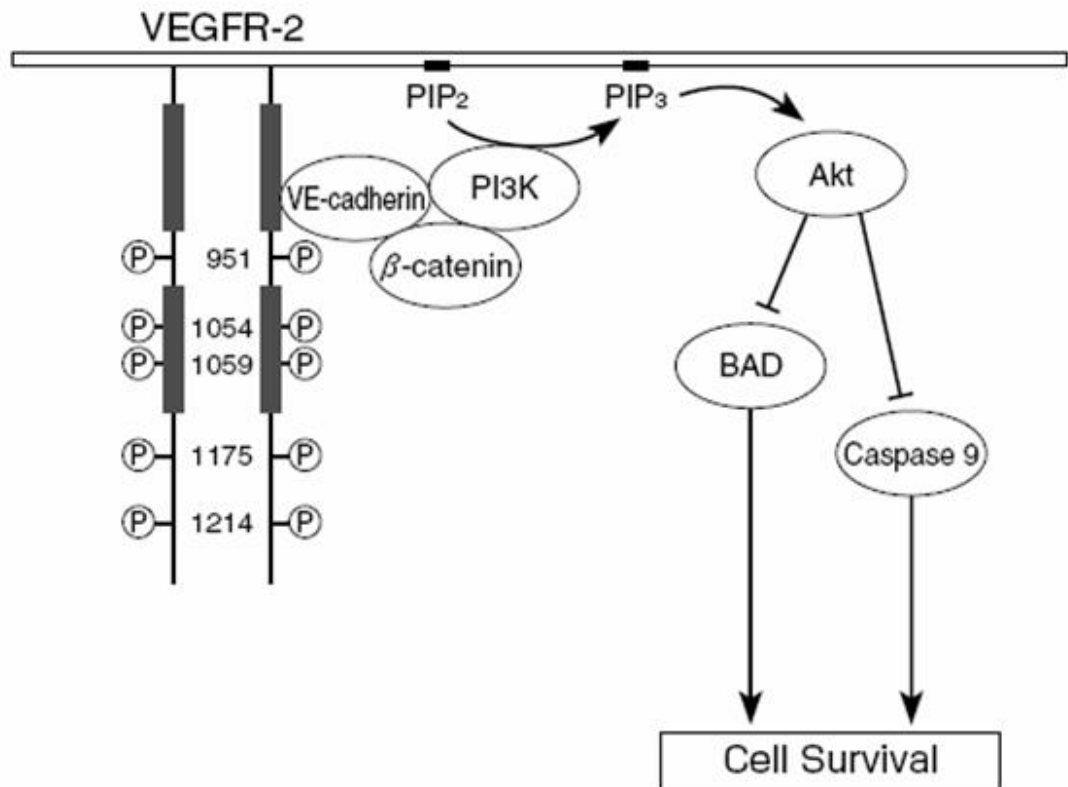 VEGFR-2
PIP₂
PIP₃
Akt
VE-cadherin
PI3K
β-catenin
P
951
P
P
1054
P
P
1059
P
BAD
P
1175
P
Caspase 9
P
1214
P
Cell Survival